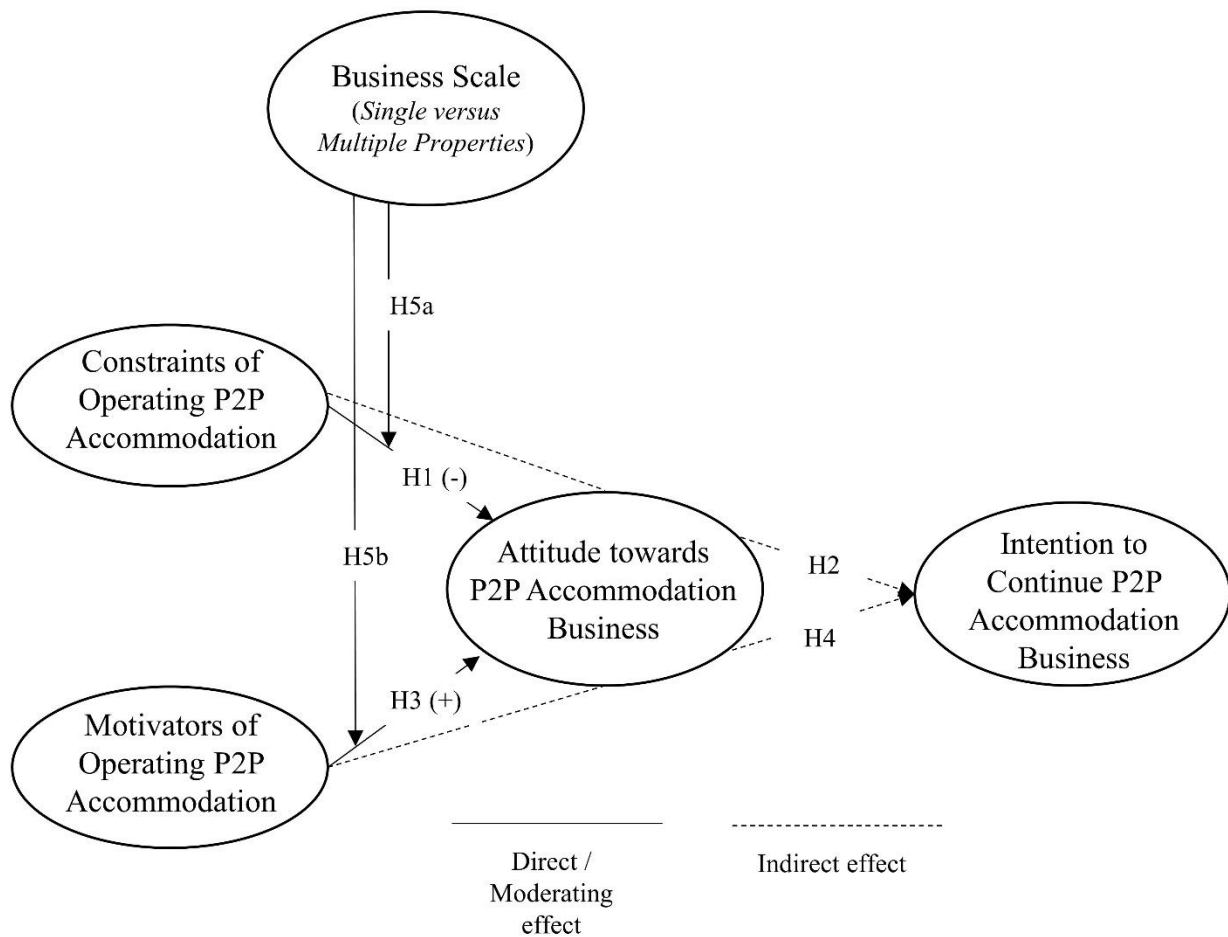 Business Scale
(Single versus
Multiple Properties)
H5a
Constraints of
Operating P2P
Accommodation
H1 (-)
H5b
Attitude towards
P2P Accommodation
Business
H2
H4
Intention to
Continue P2P
Accommodation
Business
H3 (+)
Motivators of
Operating P2P
Accommodation
Direct /
Moderating
effect
Indirect effect